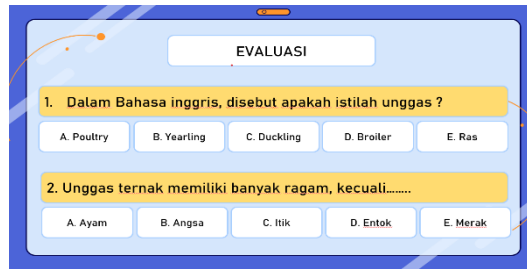 EVALUASI
1. Dalam Bahasa inggris, disebut apakah istilah unggas ?
A. Poultry B. Yearling C. Duckling D. Broiler E. Ras
2. Unggas ternak memiliki banyak ragam, kecuali........
A. Ayam B. Angsa C. Itik D. Entok E. Merak